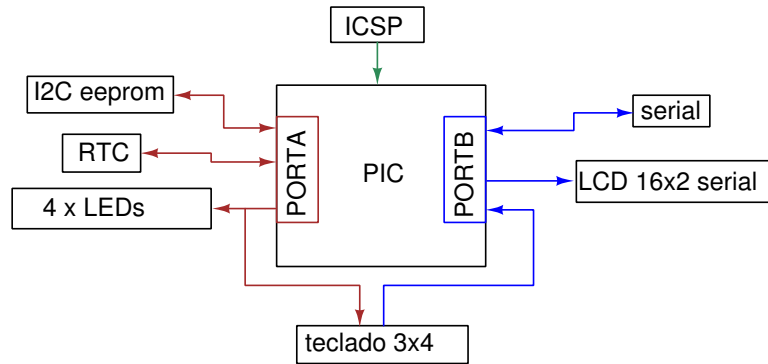 ICSP
I2C eeprom
RTC
4 x LEDs
PORTA
PIC
PORTB
serial
LCD 16x2 serial
teclado 3x4